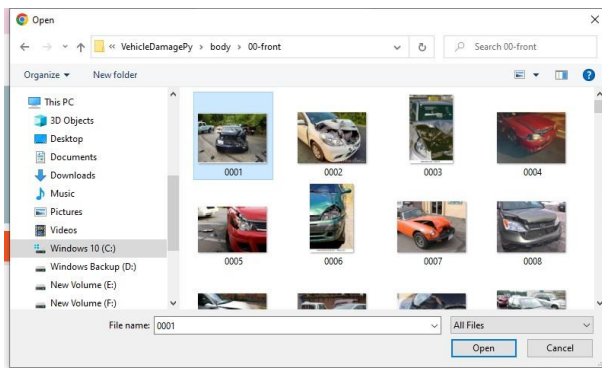 Open
« VehicleDamagePy > body > 00-front
Search 00-front
Organize
New folder
This PC
3D Objects
Desktop
Documents
Downloads
Music
Pictures
Videos
Windows 10 (C:)
Windows Backup (D:)
New Volume (E:)
New Volume (F:)
0001
0002
0003
0004
0005
0006
0007
0008
File name:
0001
All Files
Open
Cancel